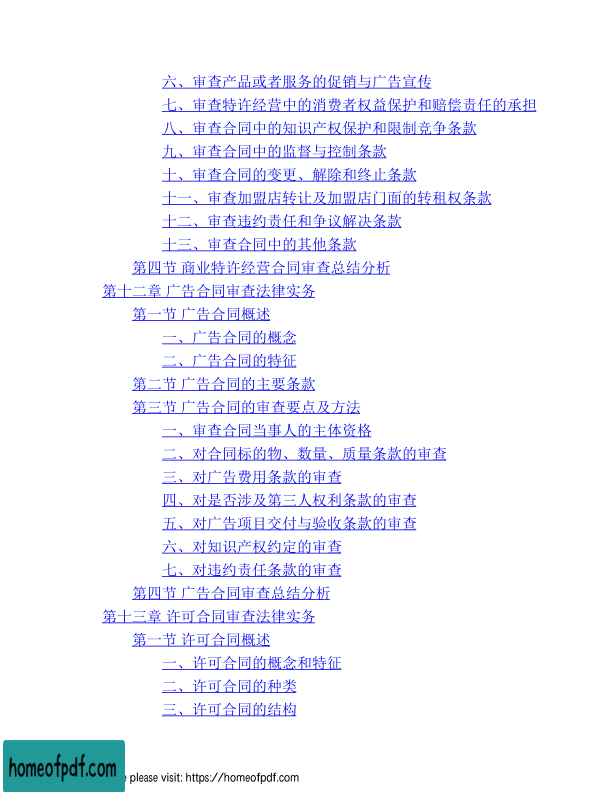 六、审查产品或者服务的促销与广告宣传
七、审查特许经营中的消费者权益保护和赔偿责任的承担
八、审查合同中的知识产权保护和限制竞争条款
九、审查合同中的监督与控制条款
十、审查合同的变更、解除和终止条款
十一、审查加盟店转让及加盟店门面的转租权条款
十二、审查违约责任和争议解决条款
十三、审查合同中的其他条款
第四节 商业特许经营合同审查总结分析
第十二章 广告合同审查法律实务
第一节 广告合同概述
一、广告合同的概念
二、广告合同的特征
第二节 广告合同的主要条款
第三节 广告合同的审查要点及方法
一、审查合同当事人的主体资格
二、对合同标的物、数量、质量条款的审查
三、对广告费用条款的审查
四、对是否涉及第三人权利条款的审查
五、对广告项目交付与验收条款的审查
六、对知识产权约定的审查
七、对违约责任条款的审查
第四节 广告合同审查总结分析
第十三章 许可合同审查法律实务
第一节 许可合同概述
一、许可合同的概念和特征
二、许可合同的种类
三、许可合同的结构
homeofpdf.com
please visit: https://homeofpdf.com